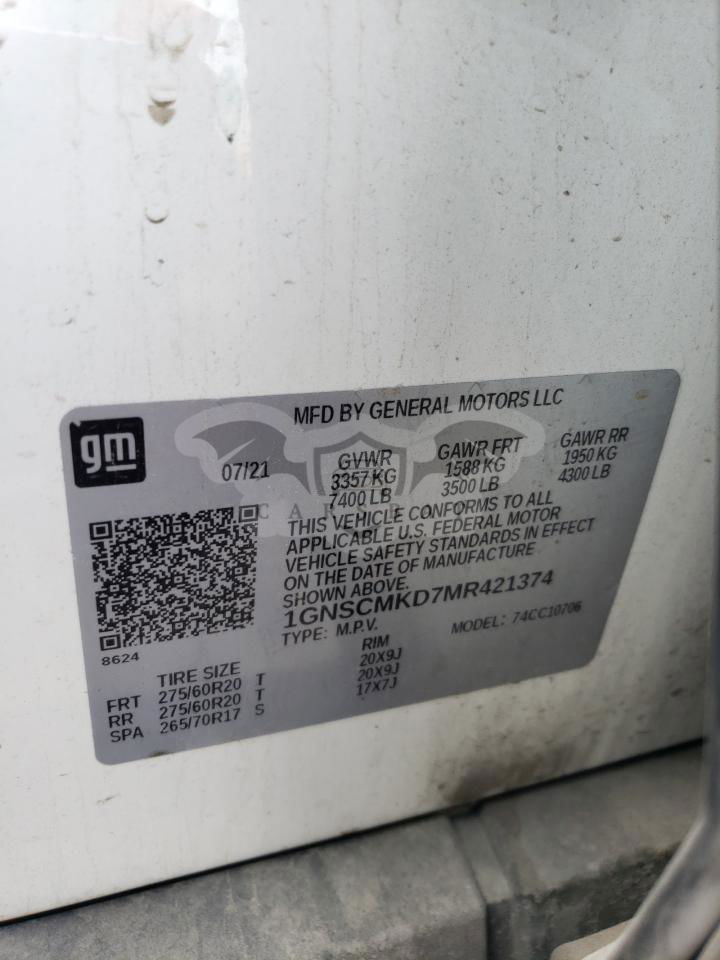 gm
MFD BY GENERAL MOTORS LLC
07/21
GVWR
3357 KG
7400 LB
GAWR FRT
1588 KG
3500 LB
GAWR RR
1950 KG
4300 LB
THIS VEHICLE CONFORMS TO ALL
APPLICABLE U.S. FEDERAL MOTOR
VEHICLE SAFETY STANDARDS IN EFFECT
ON THE DATE OF MANUFACTURE
SHOWN ABOVE.
1GNSCMKD7MR421374
TYPE: M.P.V. MODEL: 74CC10706
8624
TIRE SIZE RIM
FRT 275/60R20 T 20X9J
RR 275/60R20 T 20X9J
SPA 265/70R17 S 17X7J